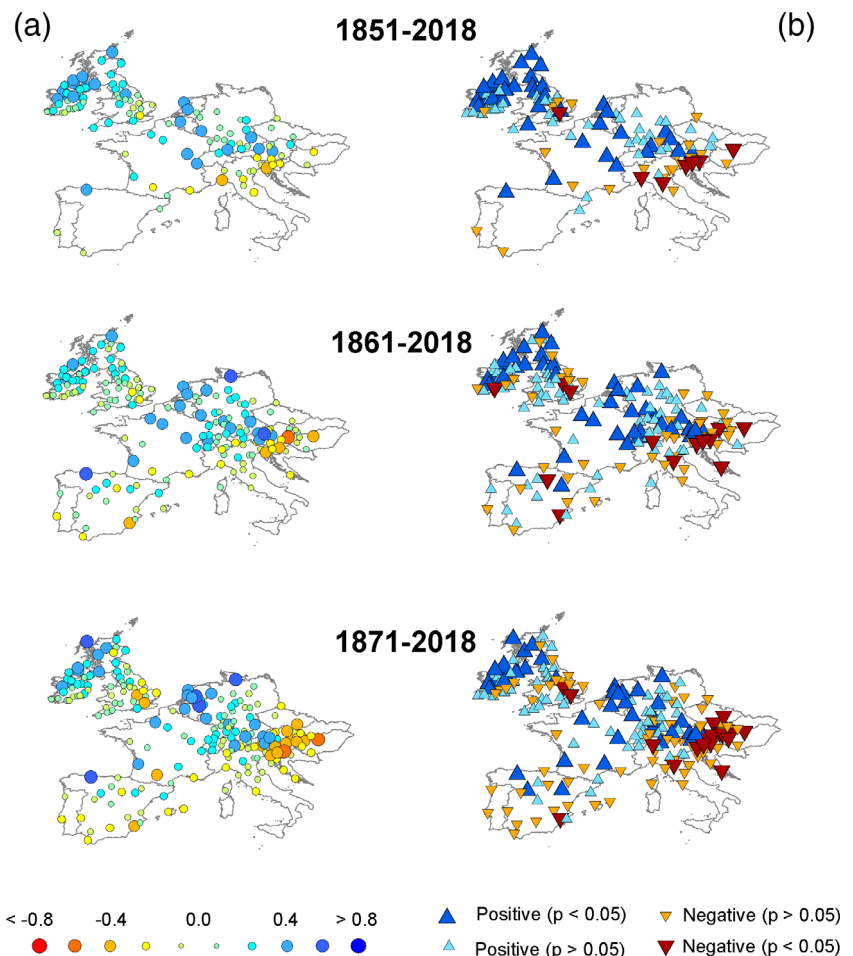 (a) 1851-2018 (b)
1861-2018
1871-2018
< -0.8 -0.4 0.0 0.4 > 0.8
Positive (p < 0.05) Negative (p > 0.05)
Positive (p > 0.05) Negative (p < 0.05)